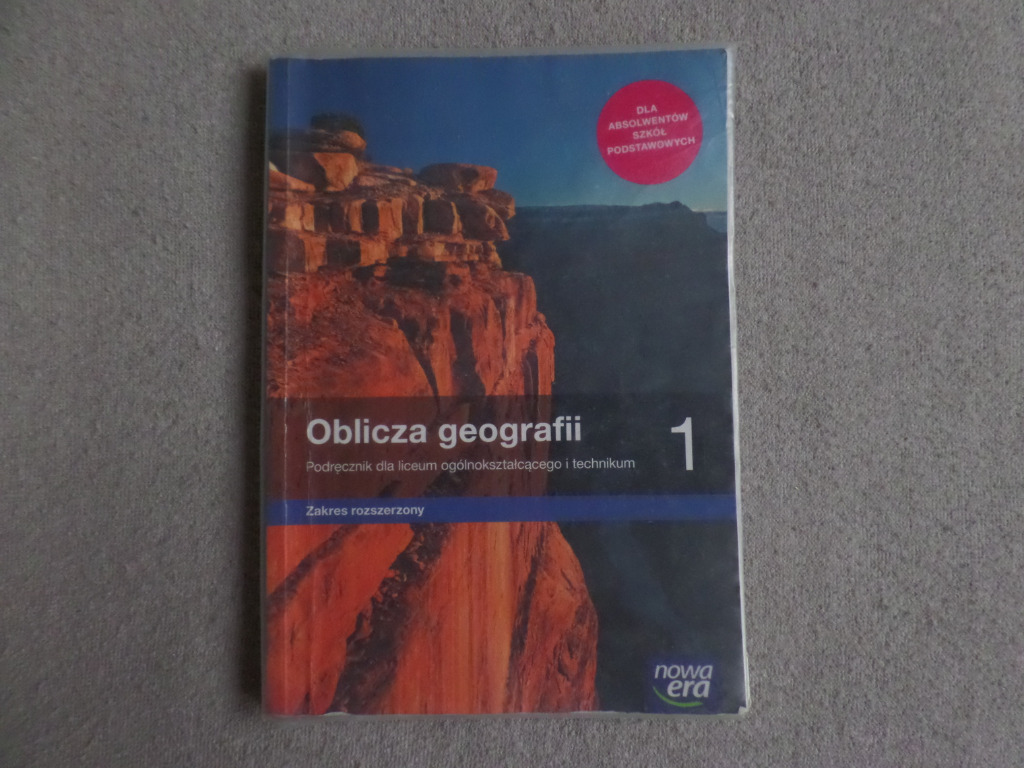 DLA
ABSOLWENTÓW
SZKÓŁ
PODSTAWOWYCH
Oblicza geografii 1
Podręcznik dla liceum ogólnokształcącego i technikum
Zakres rozszerzony
nowa
era